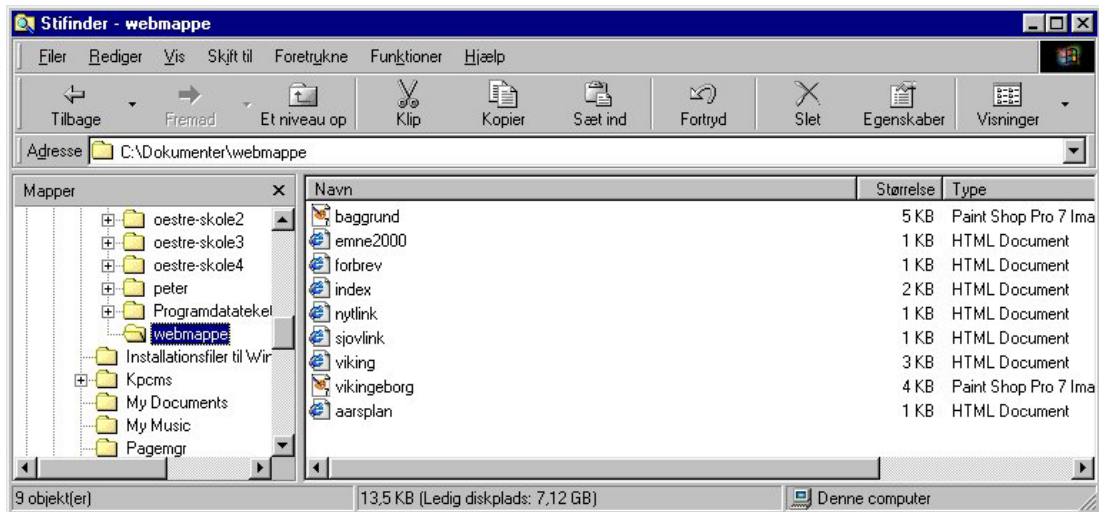 Stifinder - webmappe
Filer Rediger Vis Skift til Foretrukne Funktioner Hjælp
Tilbage Fremad Et niveau op Klip Kopier Sæt ind Fortryd Slet Egenskaber Visninger
Adresse C:\Dokumenter\webmappe
Mapper
oestre-skole2
oestre-skole3
oestre-skole4
peter
Programdatateket
webmappe
Installationsfiler til Wir
Kpcms
My Documents
My Music
Pagemgr
Navn Størrelse Type
baggrund 5 KB Paint Shop Pro 7 Ima
emne2000 1 KB HTML Document
forbrev 1 KB HTML Document
index 2 KB HTML Document
nytlink 1 KB HTML Document
sjovlink 1 KB HTML Document
viking 3 KB HTML Document
vikingeborg 4 KB Paint Shop Pro 7 Ima
aarsplan 1 KB HTML Document
9 objekt(er) 13,5 KB (Ledig diskplads: 7,12 GB) Denne computer